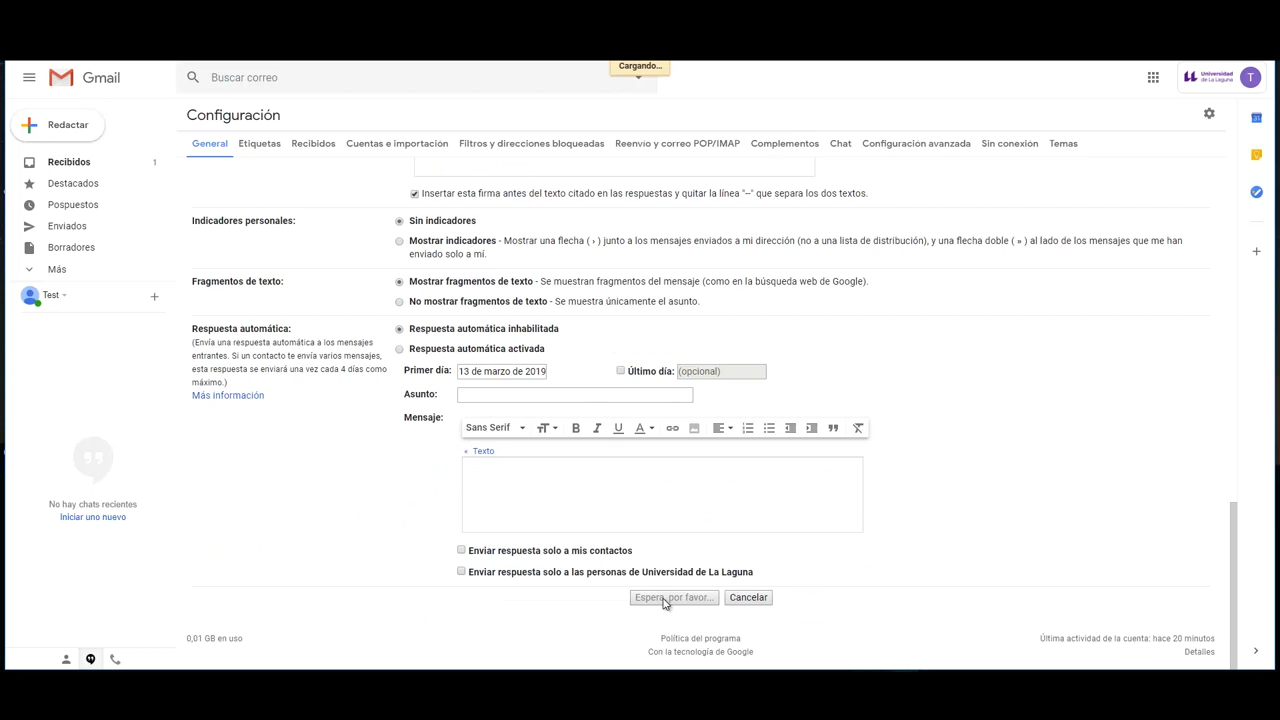 Cargando...
Gmail
Buscar correo
Universidad
de La Laguna
T
Redactar
Configuración
General
Etiquetas
Recibidos
Cuentas e importación
Filtros y direcciones bloqueadas
Reenvío y correo POP/IMAP
Complementos
Chat
Configuración avanzada
Sin conexión
Temas
Recibidos 1
Destacados
Pospuestos
Enviados
Borradores
Más
Test
No hay chats recientes
Iniciar uno nuevo
Insertar esta firma antes del texto citado en las respuestas y quitar la línea "--" que separa los dos textos.
Indicadores personales:
Sin indicadores
Mostrar indicadores - Mostrar una flecha ( › ) junto a los mensajes enviados a mi dirección (no a una lista de distribución), y una flecha doble ( » ) al lado de los mensajes que me han
enviado solo a mí.
Fragmentos de texto:
Mostrar fragmentos de texto - Se muestran fragmentos del mensaje (como en la búsqueda web de Google).
No mostrar fragmentos de texto - Se muestra únicamente el asunto.
Respuesta automática:
(Envía una respuesta automática a los mensajes
entrantes. Si un contacto te envía varios mensajes,
esta respuesta se enviará una vez cada 4 días como
máximo.)
Más información
Respuesta automática inhabilitada
Respuesta automática activada
Primer día: 13 de marzo de 2019
Último día: (opcional)
Asunto:
Mensaje:
Sans Serif
« Texto
Enviar respuesta solo a mis contactos
Enviar respuesta solo a las personas de Universidad de La Laguna
Espera, por favor...
Cancelar
0,01 GB en uso
Política del programa
Con la tecnología de Google
Última actividad de la cuenta: hace 20 minutos
Detalles